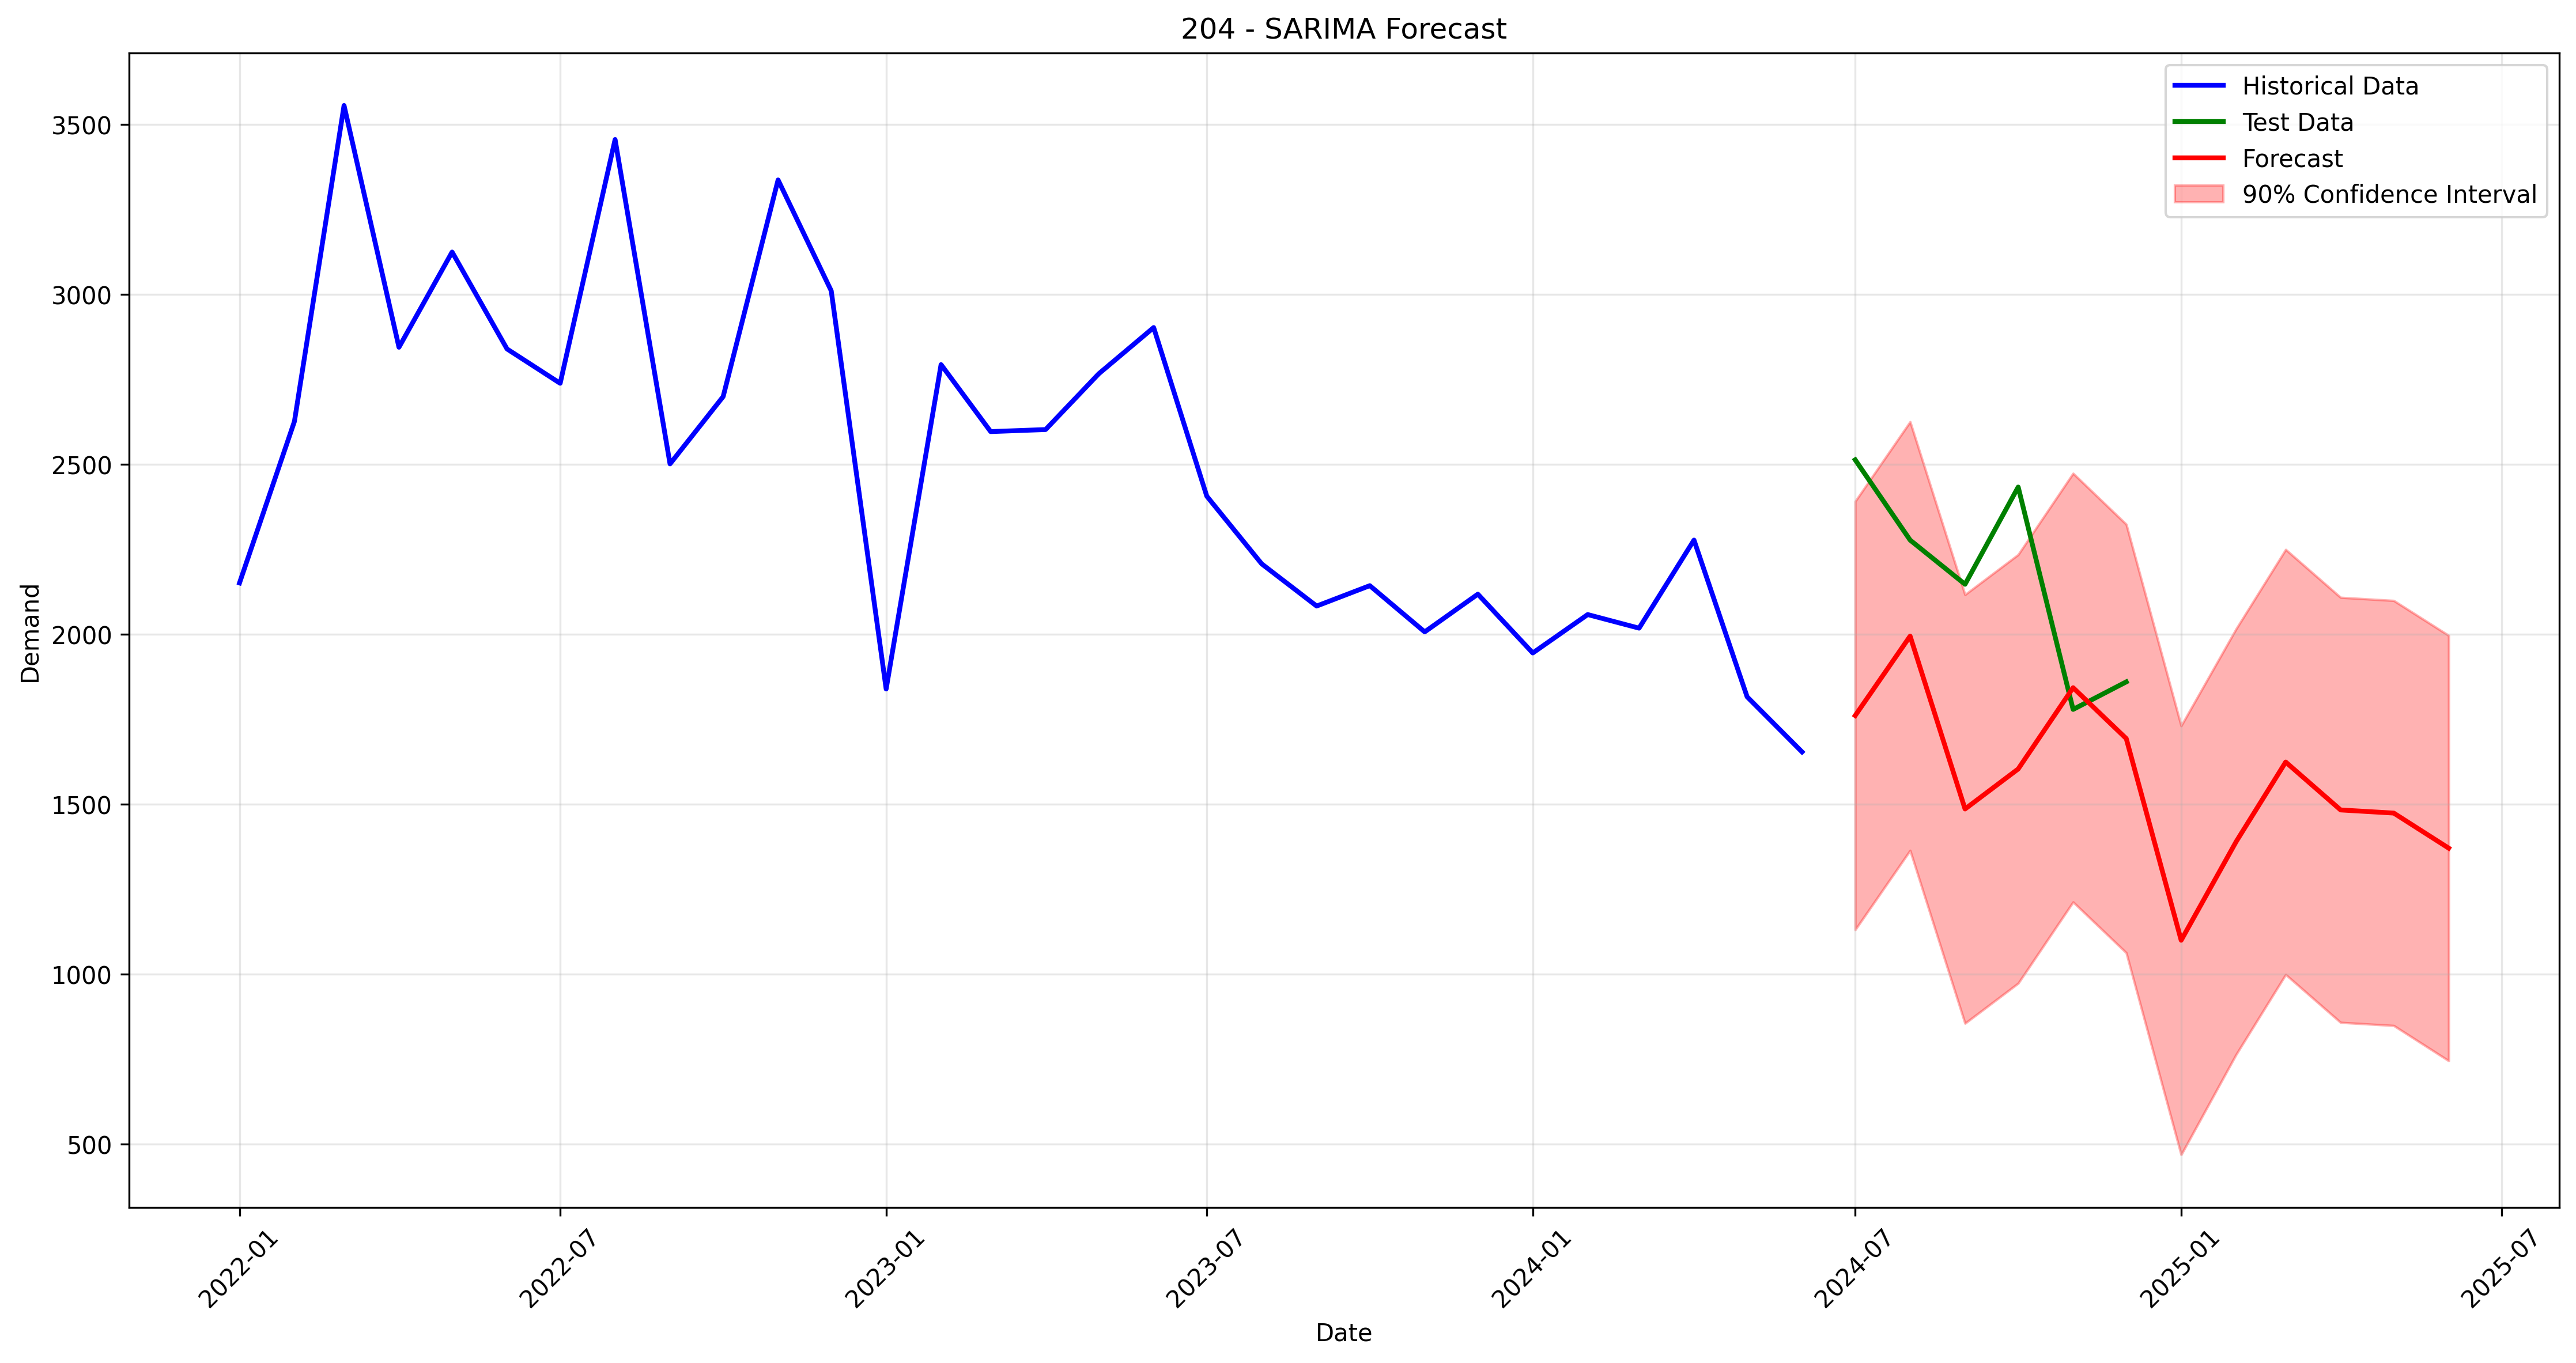 204 - SARIMA Forecast
Historical Data
Test Data
Forecast
90% Confidence Interval
Demand
3500
3000
2500
2000
1500
1000
500
2022-01
2022-07
2023-01
2023-07
2024-01
2024-07
2025-01
2025-07
Date